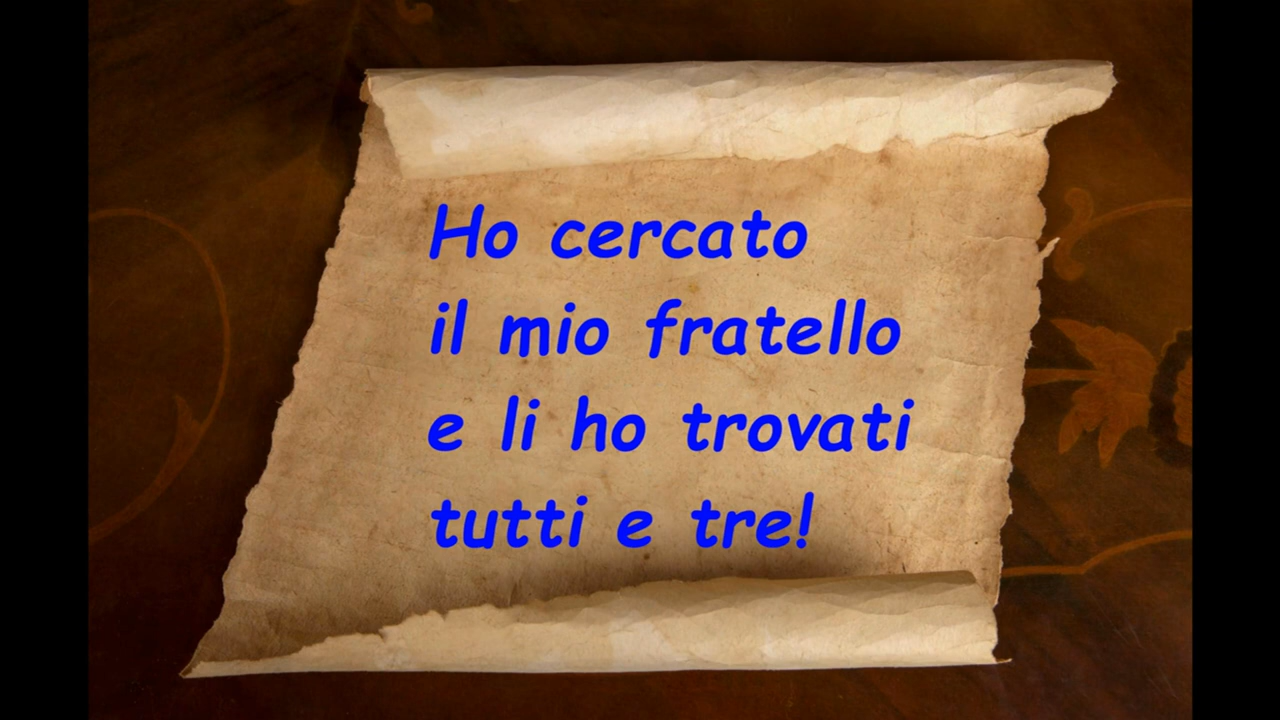 Ho cercato
il mio fratello
e li ho trovati
tutti e tre!